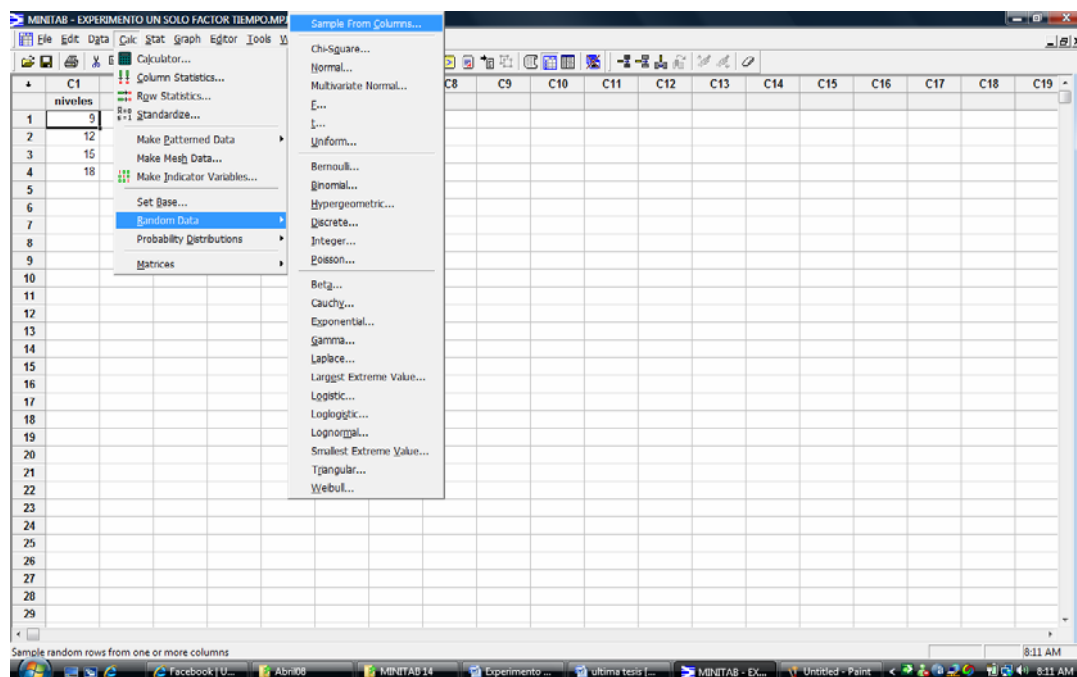 MINITAB - EXPERIMENTO UN SOLO FACTOR TIEMPO.MPJ
File Edit Data Calc Stat Graph Editor Tools W
C1 C8 C9 C10 C11 C12 C13 C14 C15 C16 C17 C18 C19
niveles
1 9
2 12
3 15
4 18
5
6
7
8
9
10
11
12
13
14
15
16
17
18
19
20
21
22
23
24
25
26
27
28
29
Calculator...
Column Statistics...
Row Statistics...
Standardize...
Make Patterned Data
Make Mesh Data...
Make Indicator Variables...
Set Base...
Random Data
Probability Distributions
Matrices
Sample From Columns...
Chi-Square...
Normal...
Multivariate Normal...
F...
t...
Uniform...
Bernoulli...
Binomial...
Hypergeometric...
Discrete...
Integer...
Poisson...
Beta...
Cauchy...
Exponential...
Gamma...
Laplace...
Largest Extreme Value...
Logistic...
Loglogistic...
Lognormal...
Smallest Extreme Value...
Triangular...
Weibull...
Sample random rows from one or more columns 8:11 AM
Facebook | U... Abril08 MINITAB 14 Experimento ... ultima tesis [... MINITAB - EX... Untitled - Paint 8:11 AM